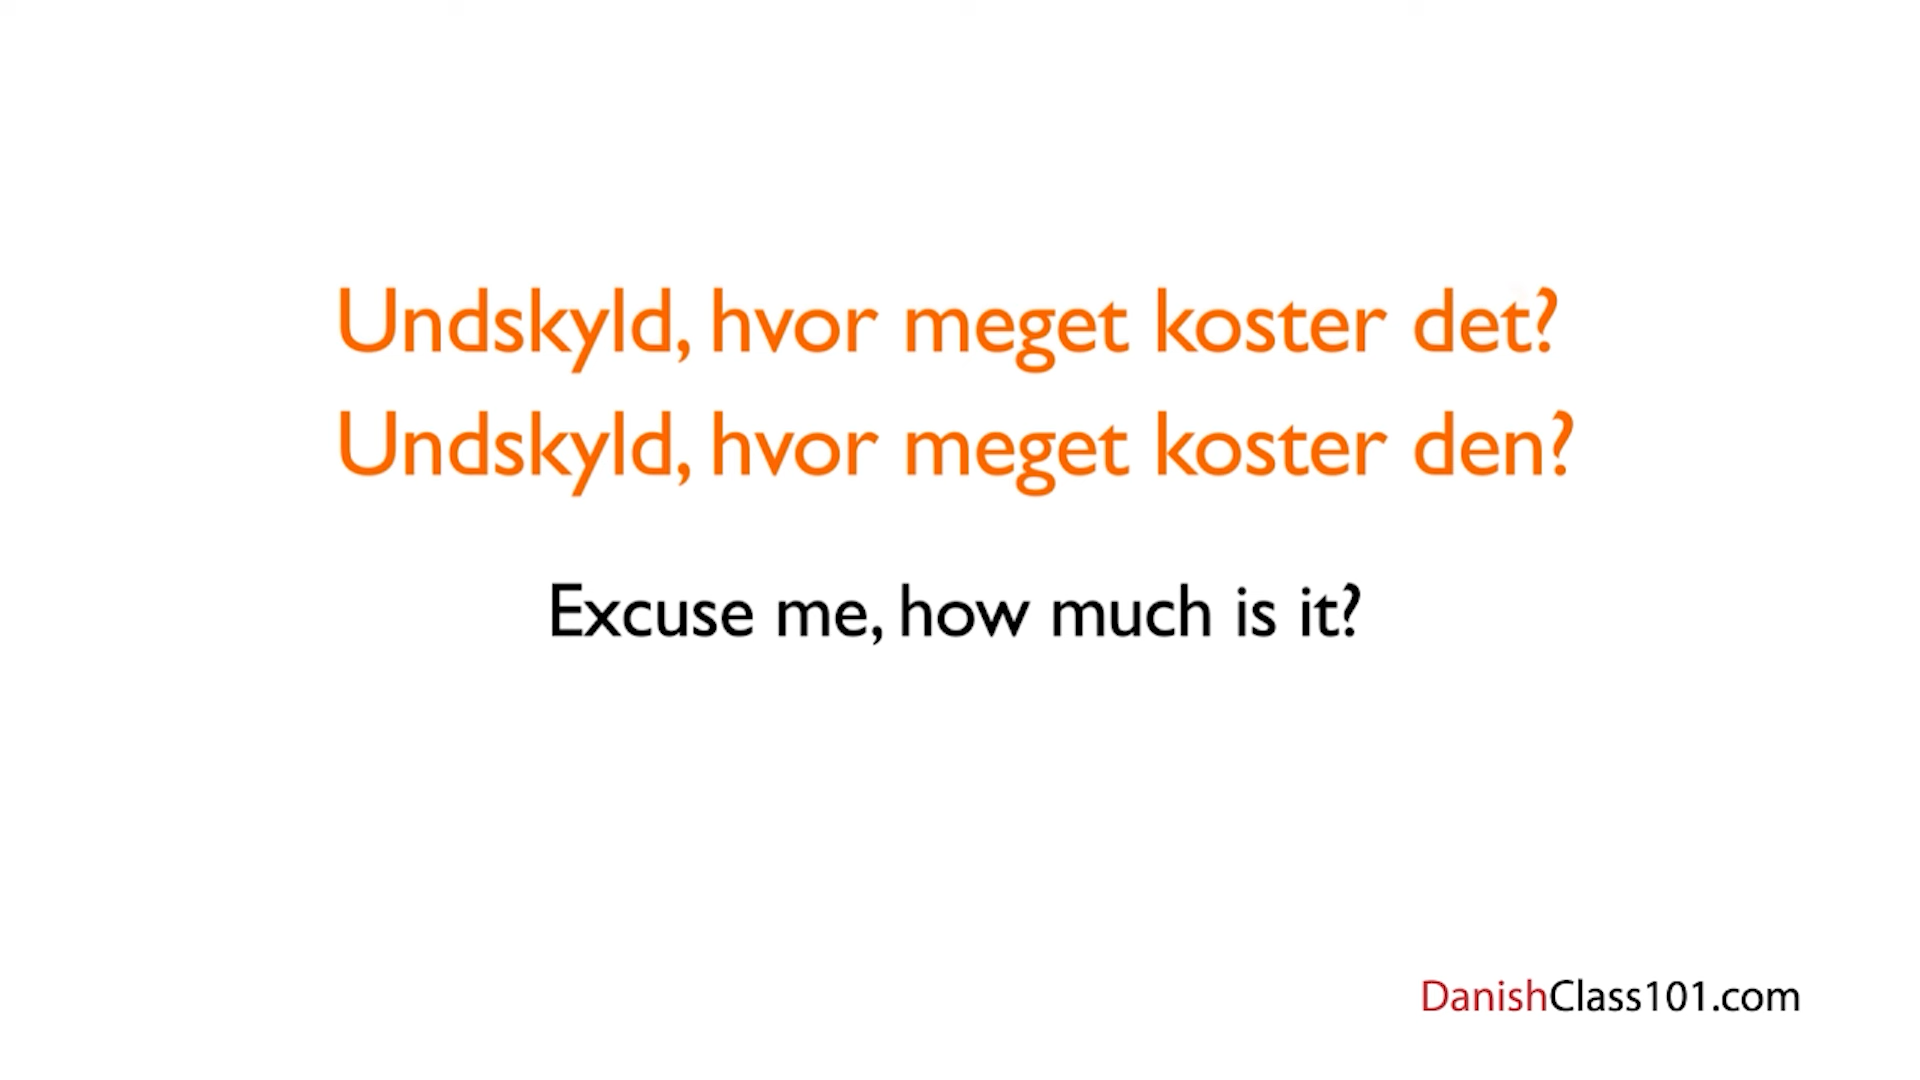 Undskyld, hvor meget koster det?
Undskyld, hvor meget koster den?
Excuse me, how much is it?
DanishClass101.com